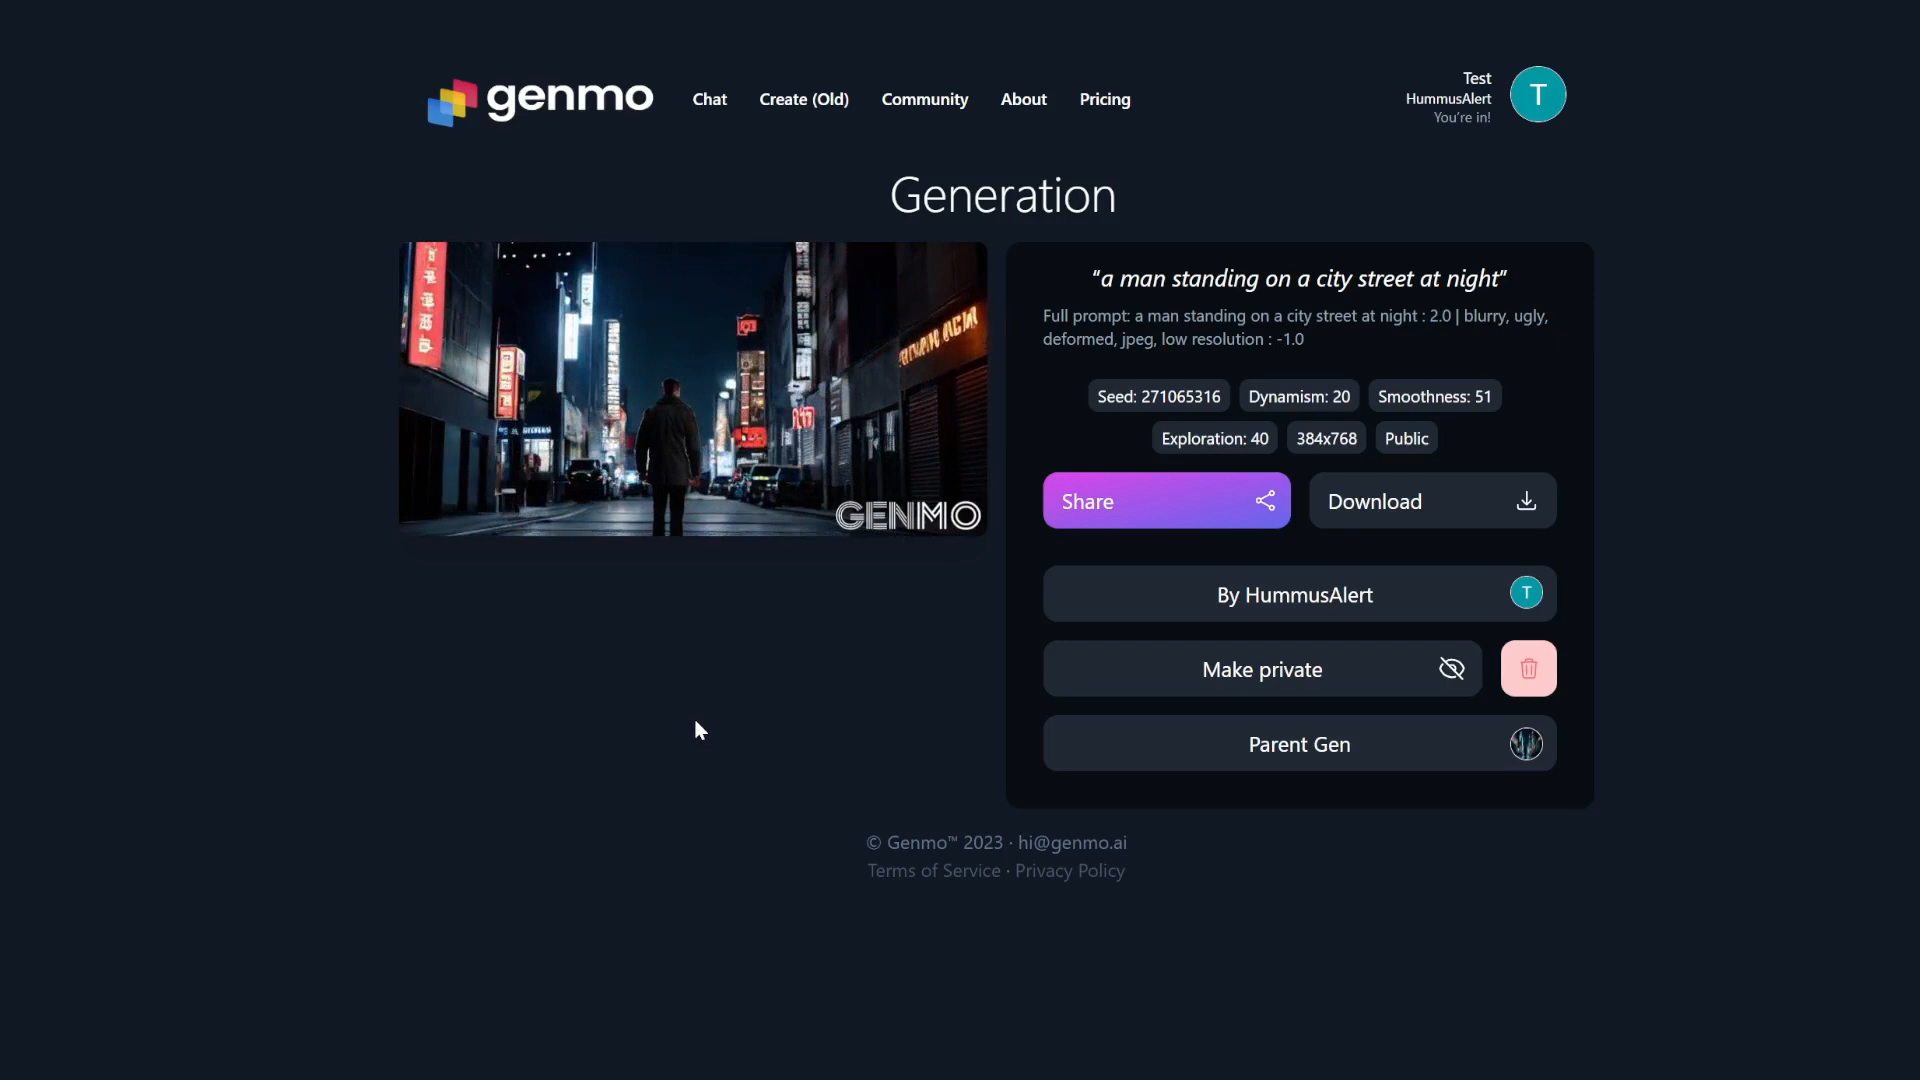 genmo
Chat
Create (Old)
Community
About
Pricing
Test
HummusAlert
You're in!
T
Generation
GENMO
“a man standing on a city street at night”
Full prompt: a man standing on a city street at night : 2.0 | blurry, ugly,
deformed, jpeg, low resolution : -1.0
Seed: 271065316
Dynamism: 20
Smoothness: 51
Exploration: 40
384x768
Public
Share
Download
By HummusAlert
T
Make private
Parent Gen
© Genmo™ 2023 · hi@genmo.ai
Terms of Service · Privacy Policy